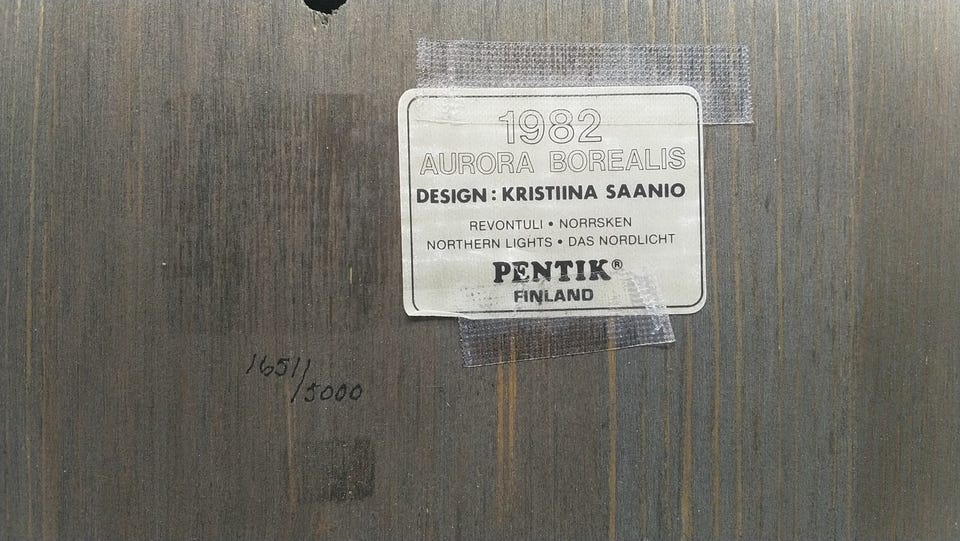 1982
AURORA BOREALIS
DESIGN: KRISTIINA SAANIO
REVONTULI • NORRSKEN
NORTHERN LIGHTS • DAS NORDLICHT
PENTIK®
FINLAND
1651/5000